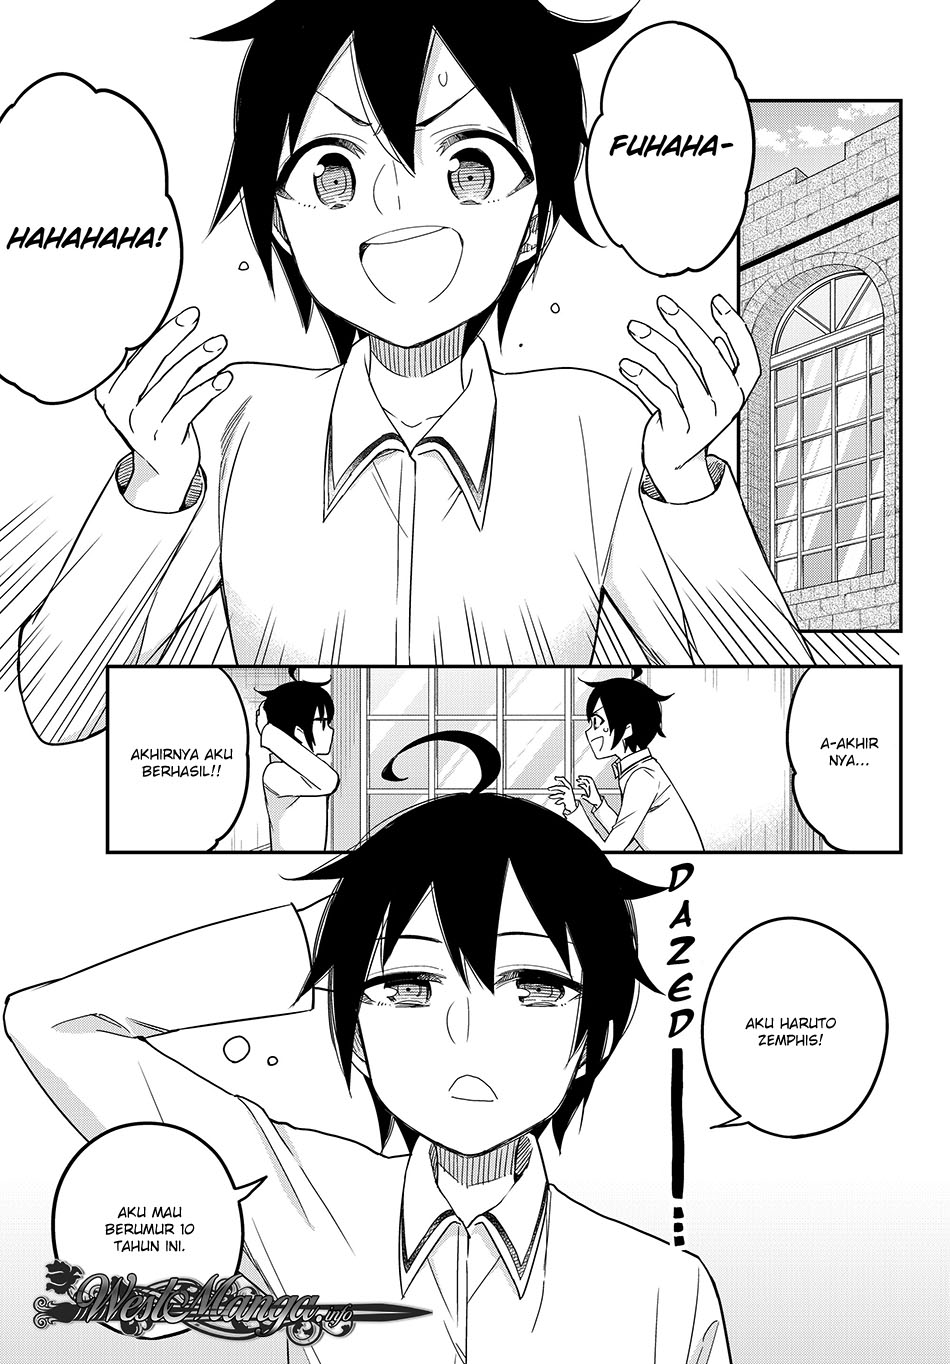 FUHAHA-
HAHAHAHA!
A-AKHIR
NYA...
AKHIRNYA AKU
BERHASIL!!
DAZED
AKU HARUTO
ZEMPHIS!
AKU MAU
BERUMUR 10
TAHUN INI.
WestManga.info